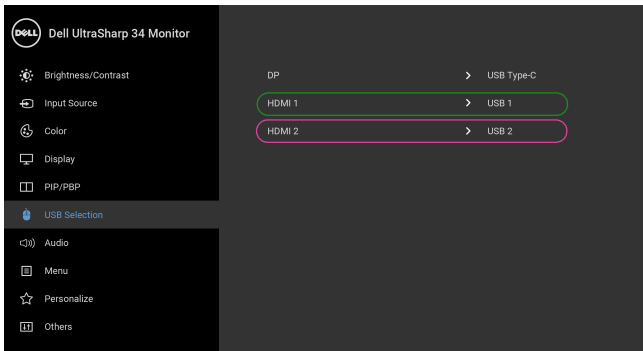 DELL Dell UltraSharp 34 Monitor
Brightness/Contrast
Input Source
Color
Display
PIP/PBP
USB Selection
Audio
Menu
Personalize
Others
DP > USB Type-C
HDMI 1 > USB 1
HDMI 2 > USB 2